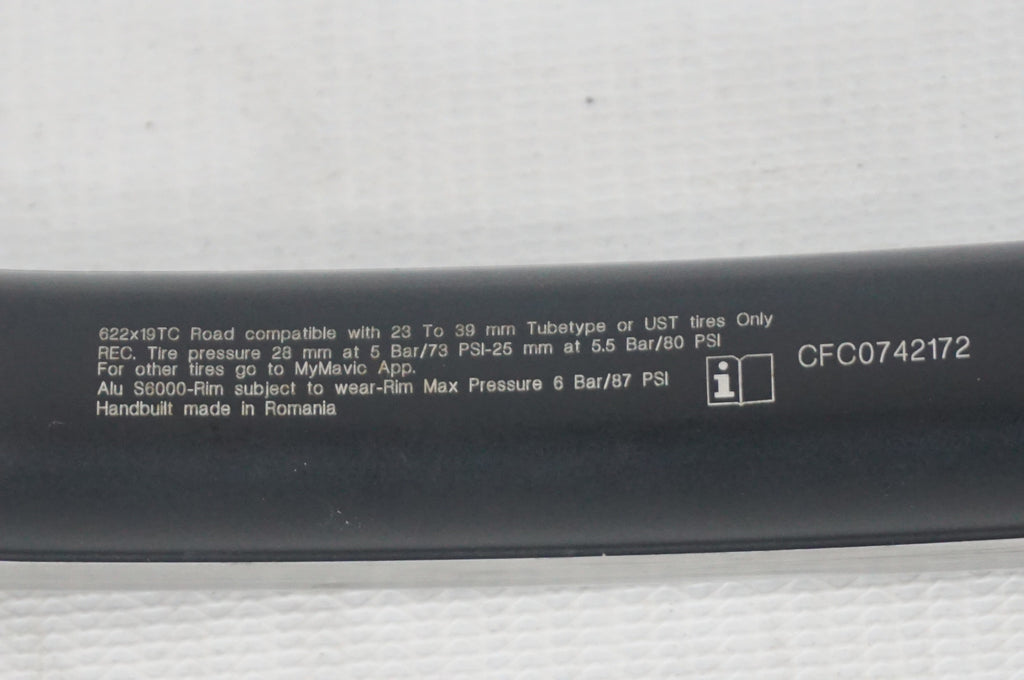 622x19TC Road compatible with 23 To 39 mm Tubetype or UST tires Only
REC. Tire pressure 28 mm at 5 Bar/73 PSI-25 mm at 5.5 Bar/80 PSI
For other tires go to MyMavic App.
Alu S6000-Rim subject to wear-Rim Max Pressure 6 Bar/87 PSI
Handbuilt made in Romania
i
CFC0742172